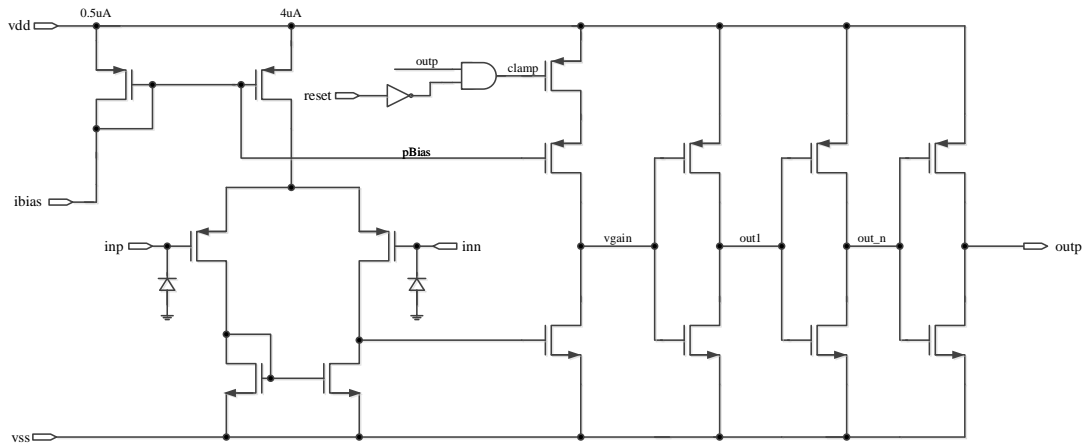 0.5uA
4uA
vdd
outp
clamp
reset
pBias
ibias
inp
inn
vgain
out1
out_n
outp
vss